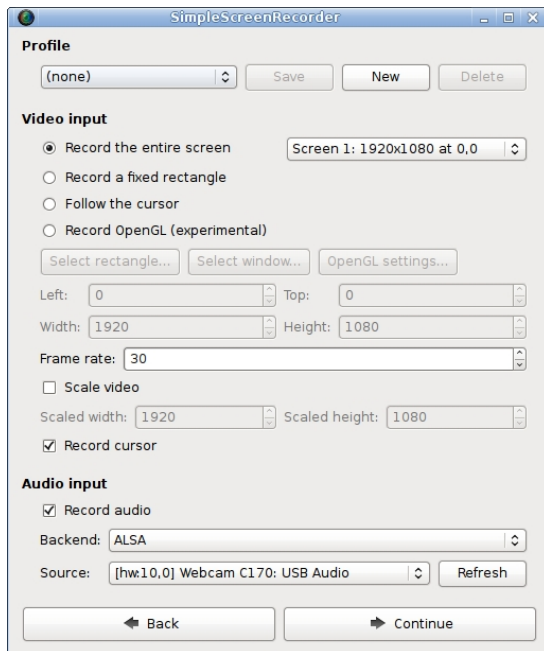 SimpleScreenRecorder
Profile
(none) Save New Delete
Video input
Record the entire screen Screen 1: 1920x1080 at 0,0
Record a fixed rectangle
Follow the cursor
Record OpenGL (experimental)
Select rectangle... Select window... OpenGL settings...
Left: 0 Top: 0
Width: 1920 Height: 1080
Frame rate: 30
Scale video
Scaled width: 1920 Scaled height: 1080
Record cursor
Audio input
Record audio
Backend: ALSA
Source: [hw:10,0] Webcam C170: USB Audio Refresh
Back Continue